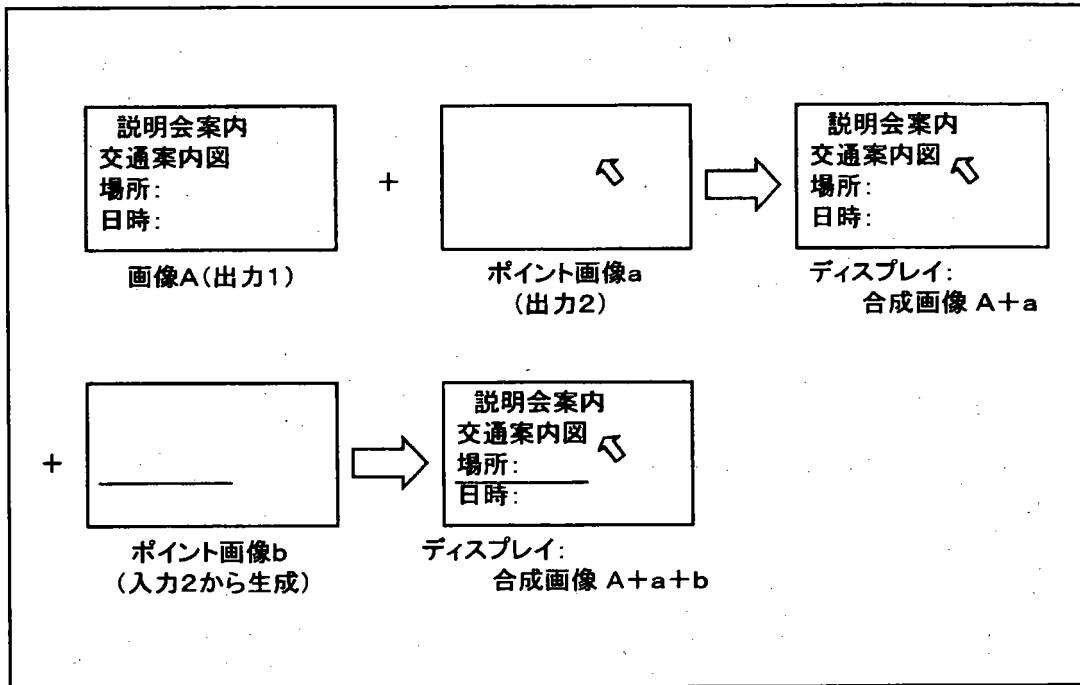 説明会案内
交通案内図
場所:
日時:
画像A(出力1)
+
ポイント画像a
(出力2)
説明会案内
交通案内図
場所:
日時:
ディスプレイ:
合成画像 A+a
+
ポイント画像b
(入力2から生成)
説明会案内
交通案内図
場所:
日時:
ディスプレイ:
合成画像 A+a+b